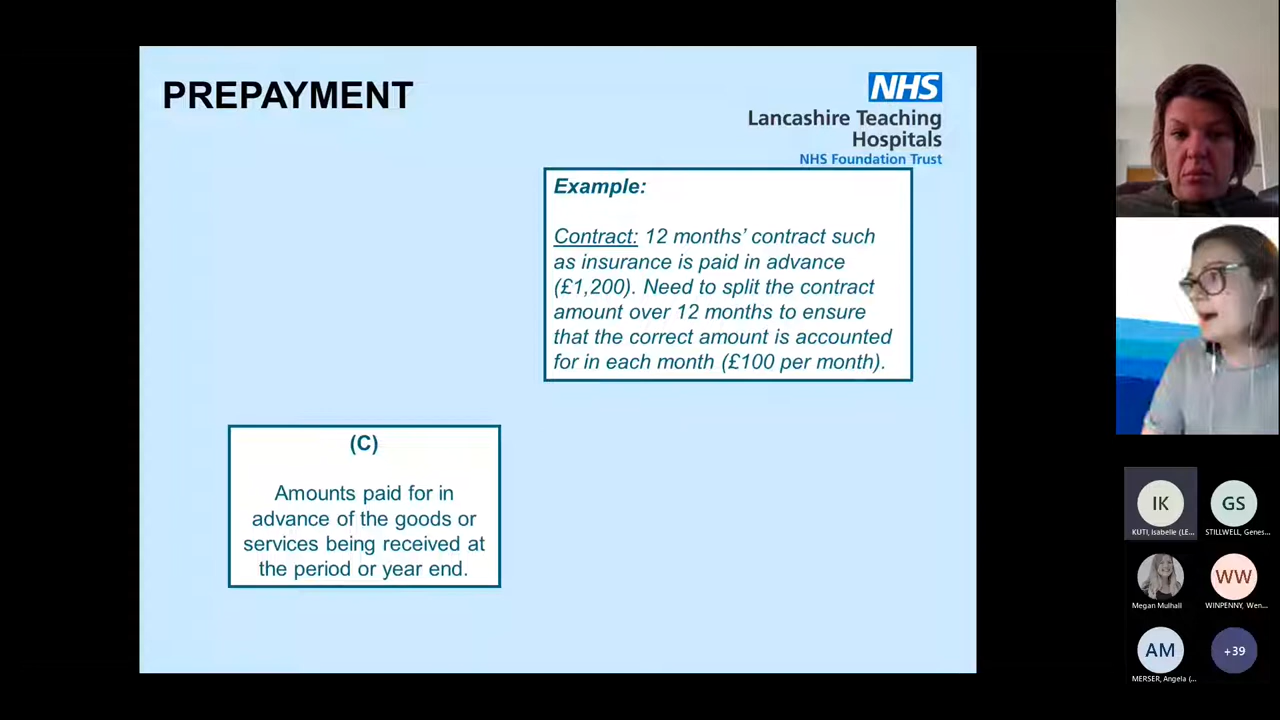 PREPAYMENT
NHS
Lancashire Teaching
Hospitals
NHS Foundation Trust
Example:
Contract: 12 months’ contract such
as insurance is paid in advance
(£1,200). Need to split the contract
amount over 12 months to ensure
that the correct amount is accounted
for in each month (£100 per month).
(C)
Amounts paid for in
advance of the goods or
services being received at
the period or year end.
IK
KUTI, Isabelle (LE...
GS
STILLWELL, Genes...
Megan Mulhall
WW
WINPENNY, Wen...
AM
MERSER, Angela (...
+39